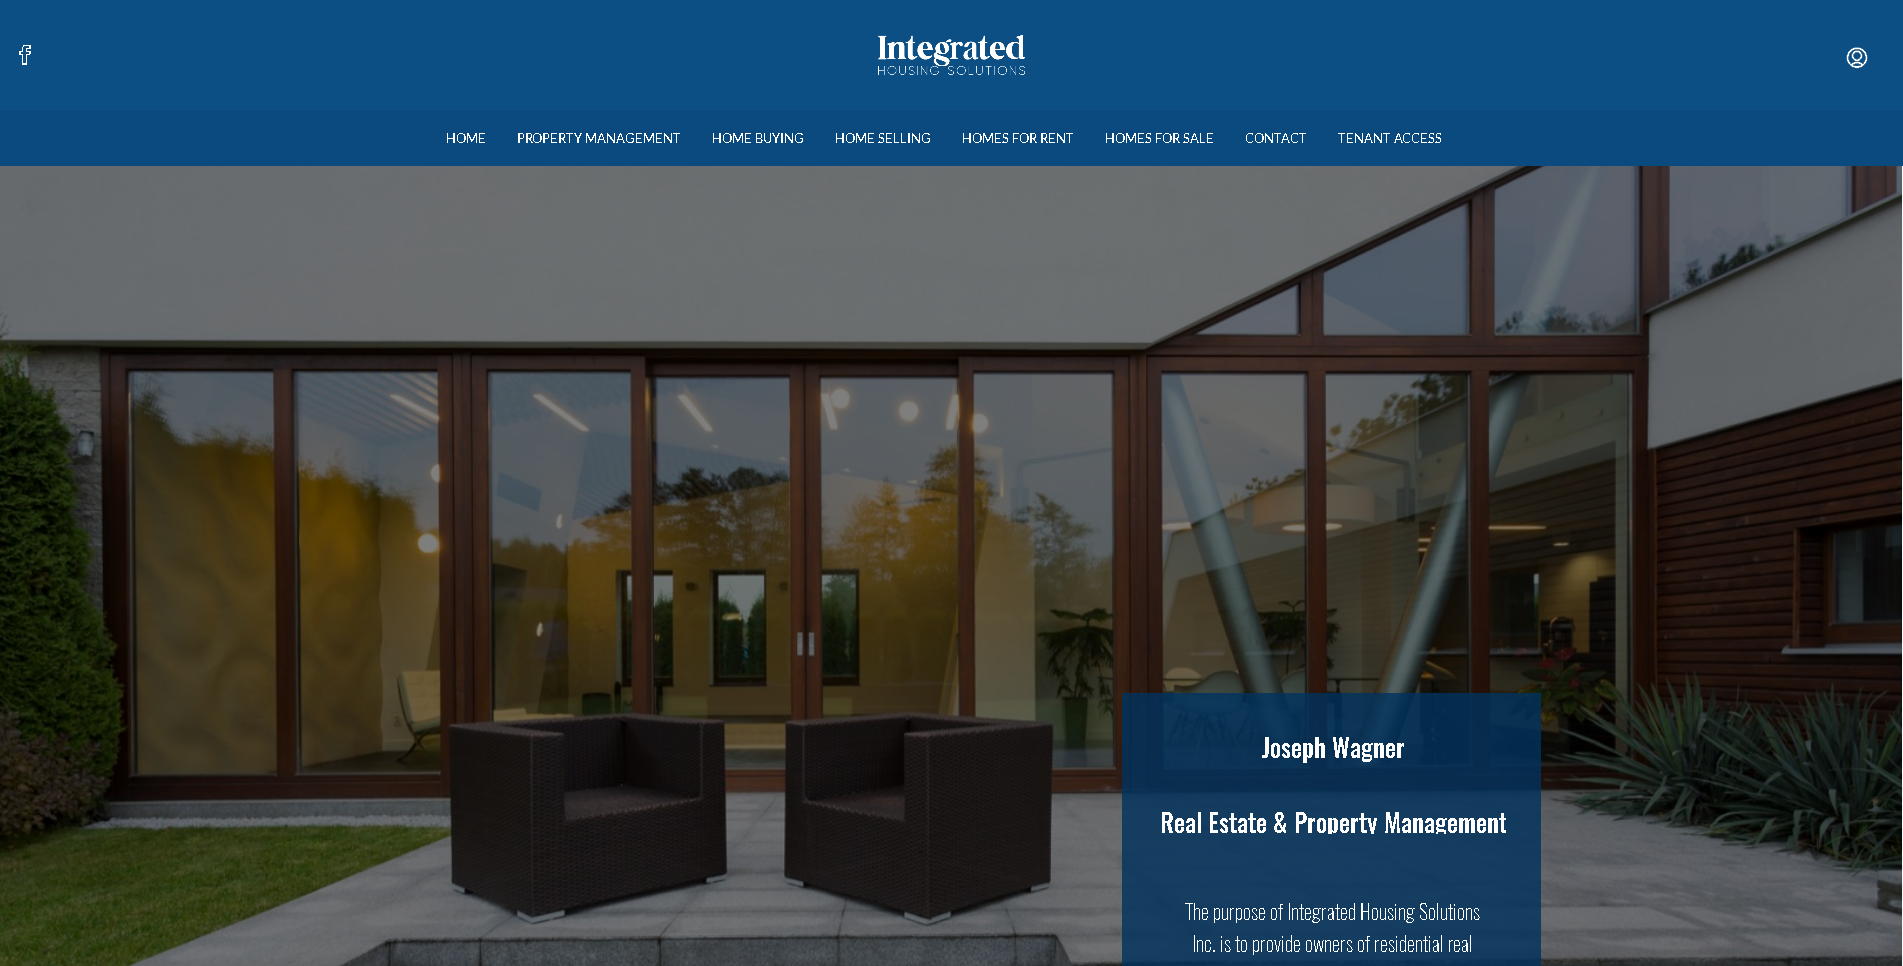 Integrated
HOUSING SOLUTIONS
HOME PROPERTY MANAGEMENT HOME BUYING HOME SELLING HOMES FOR RENT HOMES FOR SALE CONTACT TENANT ACCESS
Joseph Wagner
Real Estate & Property Management
The purpose of Integrated Housing Solutions
Inc. is to provide owners of residential real